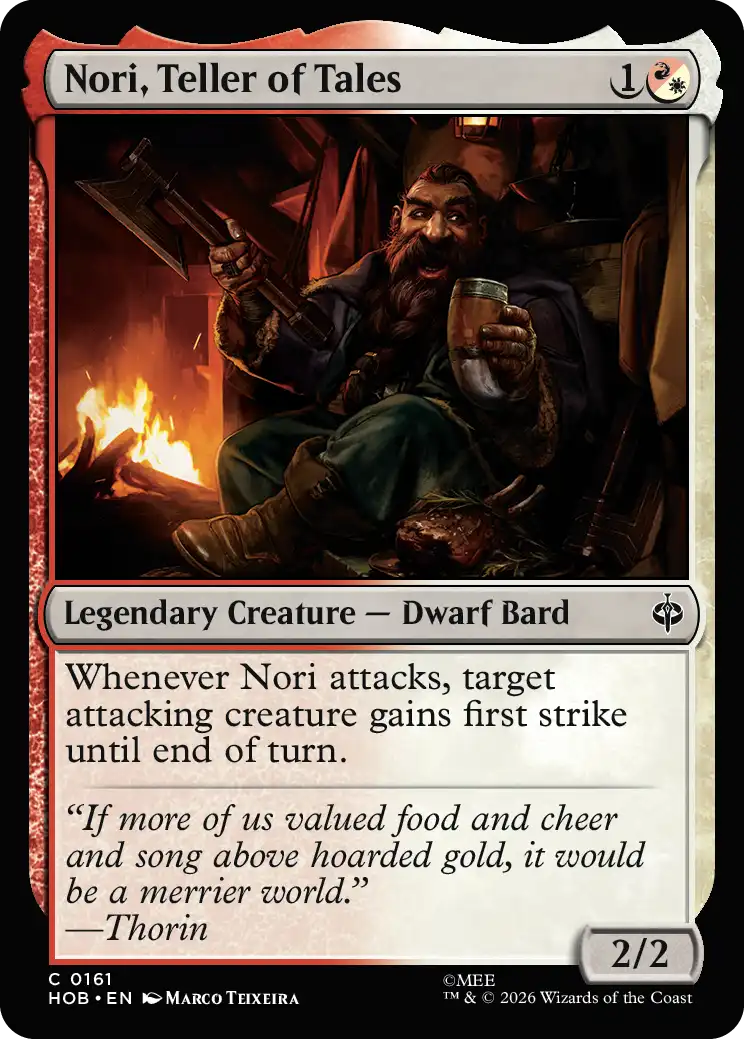 Nori, Teller of Tales 1
Legendary Creature — Dwarf Bard
Whenever Nori attacks, target
attacking creature gains first strike
until end of turn.
“If more of us valued food and cheer
and song above hoarded gold, it would
be a merrier world.”
—Thorin
2/2
C 0161
HOB • EN Marco Teixeira
©MEE
™ & © 2026 Wizards of the Coast